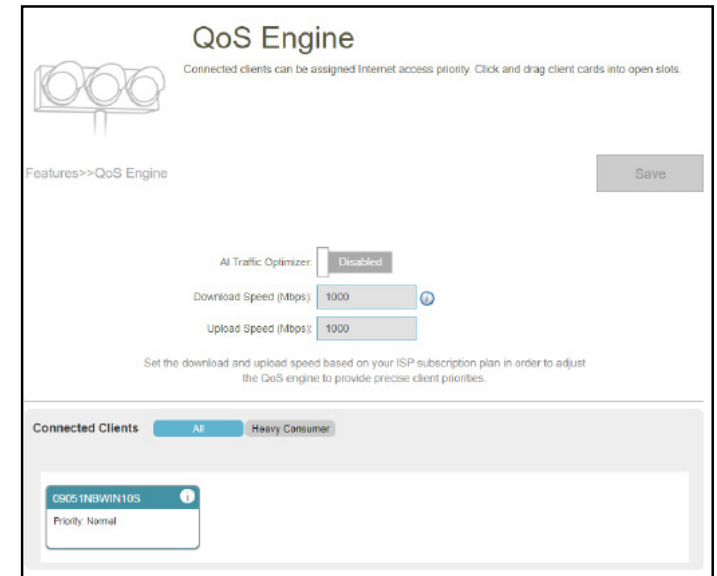 QoS Engine
Connected clients can be assigned Internet access priority. Click and drag client cards into open slots.
Features>>QoS Engine
Save
AI Traffic Optimizer: Disabled
Download Speed (Mbps): 1000
Upload Speed (Mbps): 1000
Set the download and upload speed based on your ISP subscription plan in order to adjust
the QoS engine to provide precise client priorities.
Connected Clients All Heavy Consumer
09051NBWIN10S
Priority: Normal